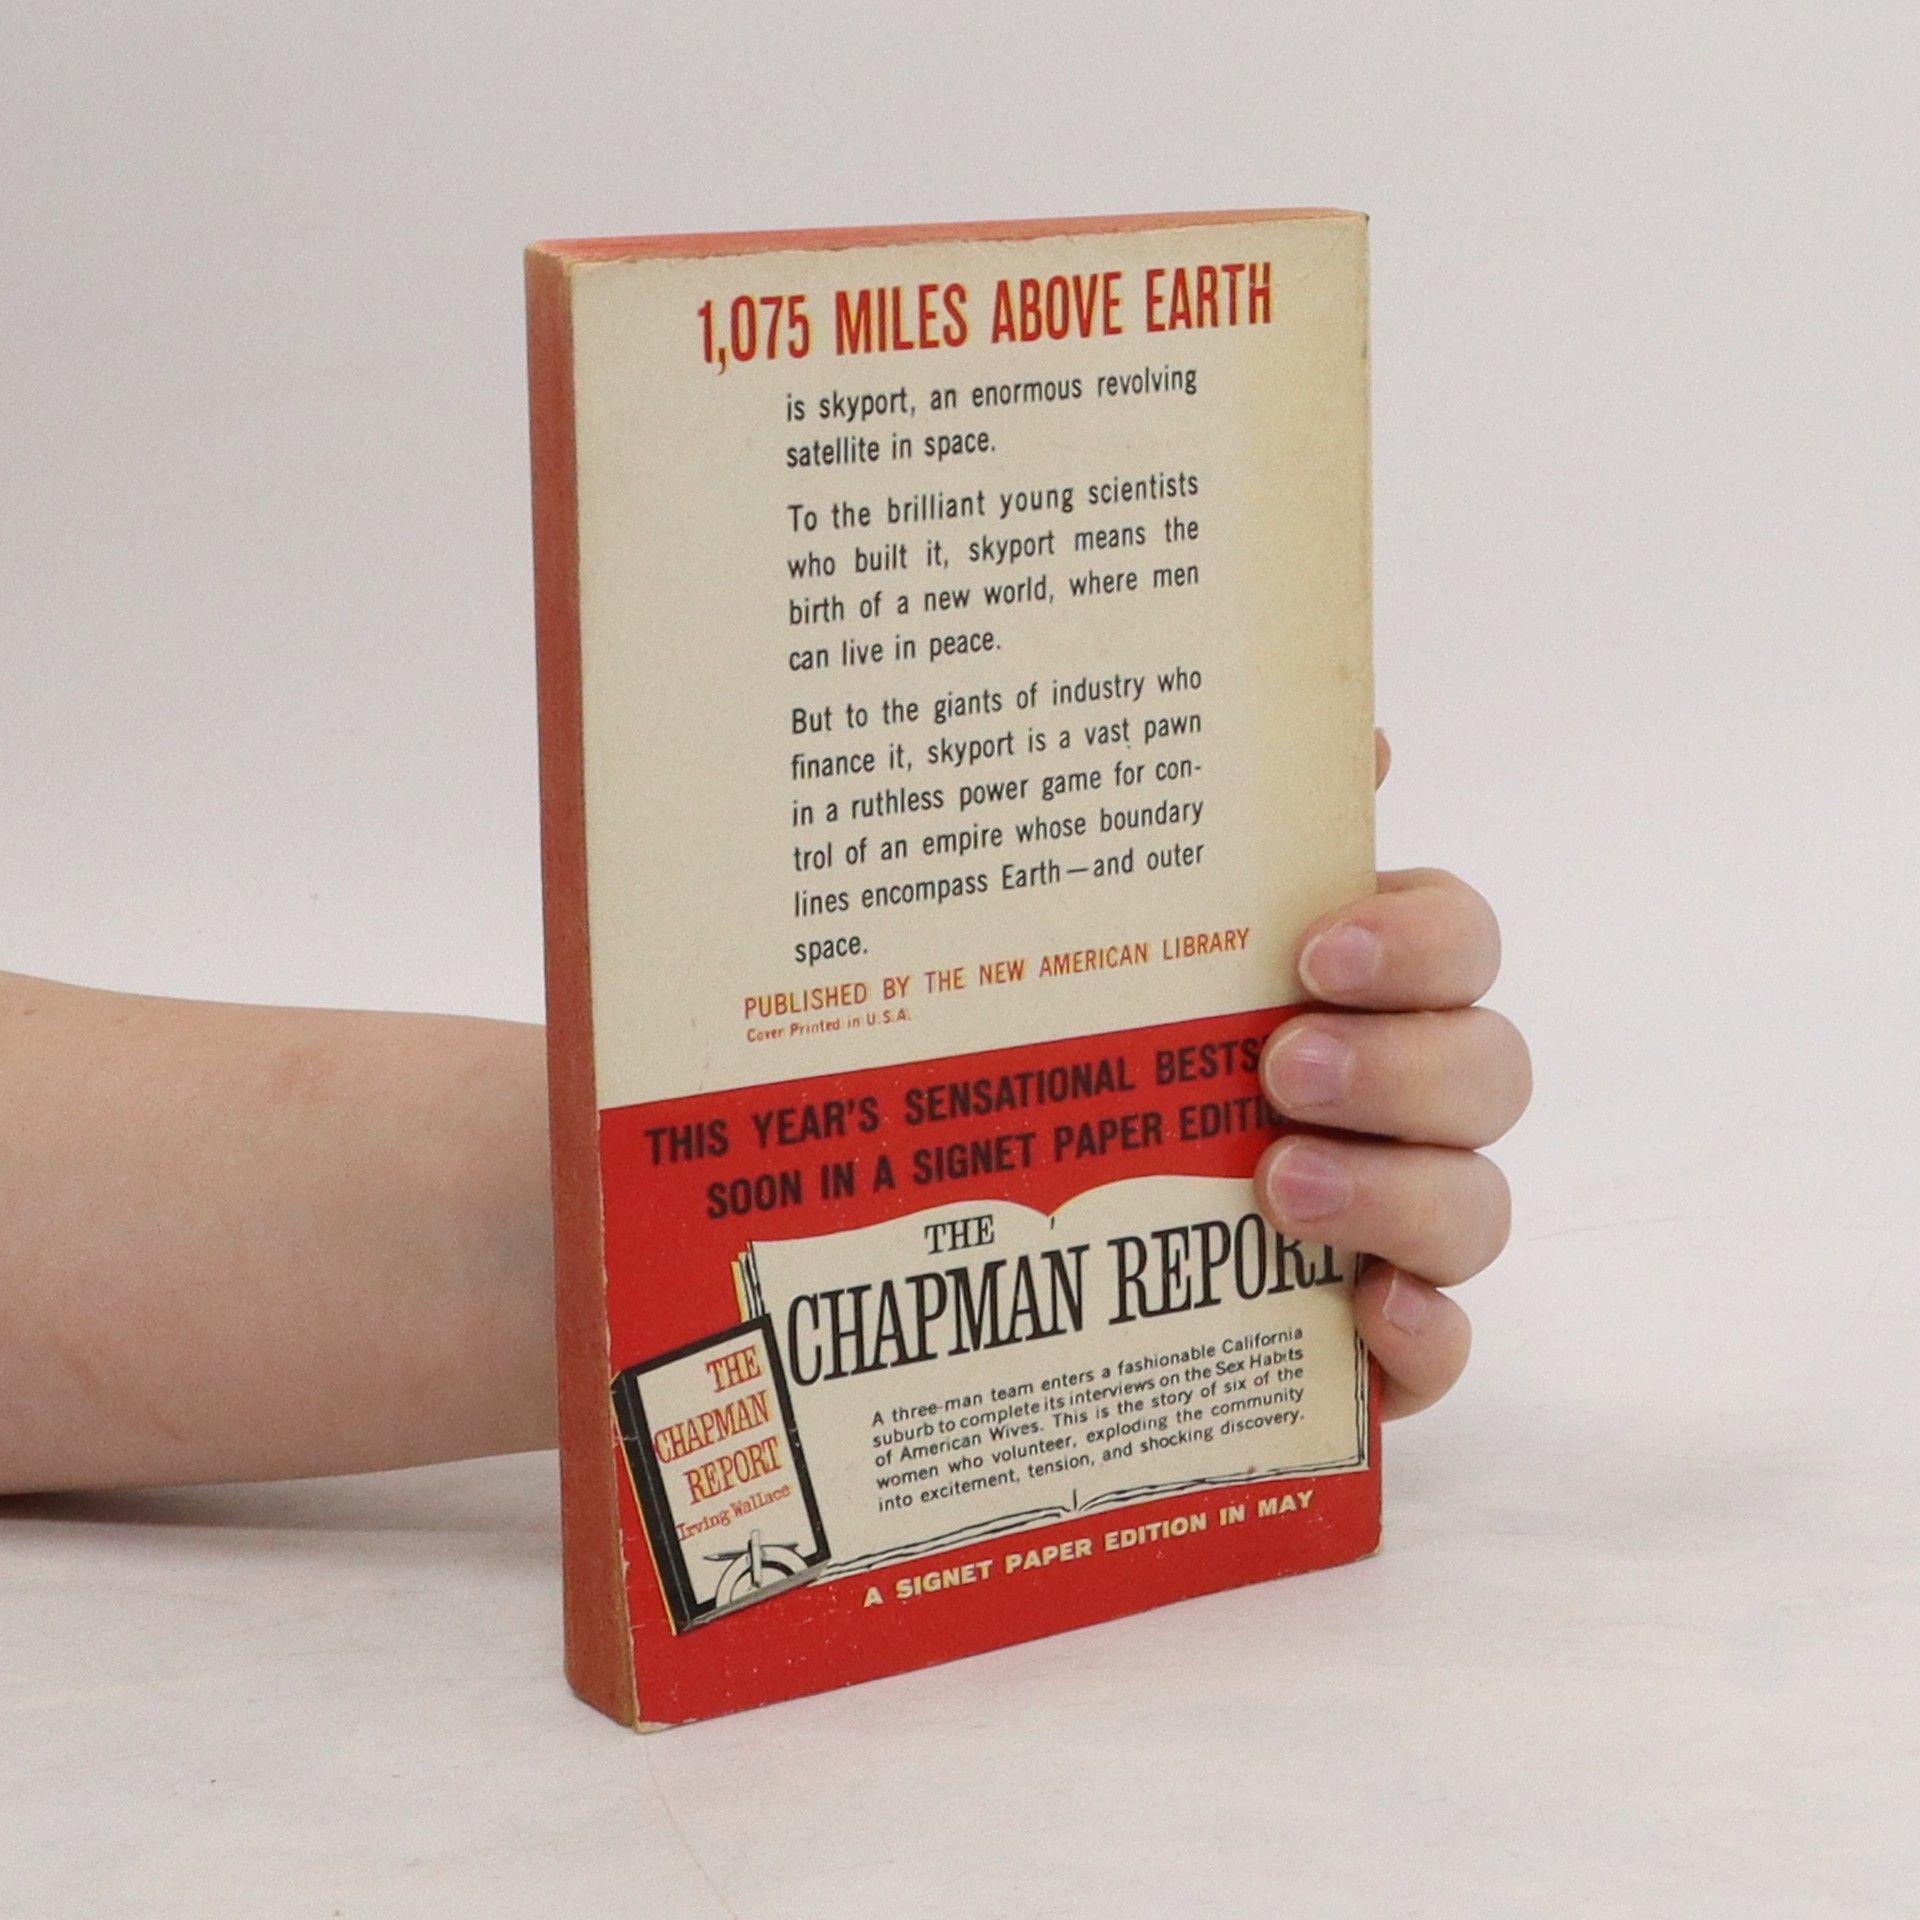 1,075 MILES ABOVE EARTH
is skyport, an enormous revolving
satellite in space.
To the brilliant young scientists
who built it, skyport means the
birth of a new world, where men
can live in peace.
But to the giants of industry who
finance it, skyport is a vast pawn
in a ruthless power game for con-
trol of an empire whose boundary
lines encompass Earth—and outer
space.
PUBLISHED BY THE NEW AMERICAN LIBRARY
Cover Printed in U.S.A.
THIS YEAR'S SENSATIONAL
SOON IN A SIGNET PAPER
THE
CHAPMAN REPORT
A three-man team enters a fashionable California
suburb to complete its interviews on the Sex Habits
of American Wives. This is the story of six of the
women who volunteer, exploding the community
into excitement, tension, and shocking discovery.
THE
CHAPMAN
REPORT
Irving Wallace
A SIGNET PAPER EDITION IN MAY